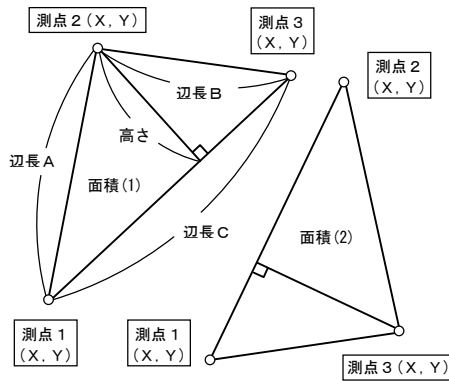 測点2(X, Y)
測点3
(X, Y)
辺長B
高さ
辺長A
面積(1)
辺長C
測点1
(X, Y)
測点2
(X, Y)
面積(2)
測点1
(X, Y)
測点3(X, Y)